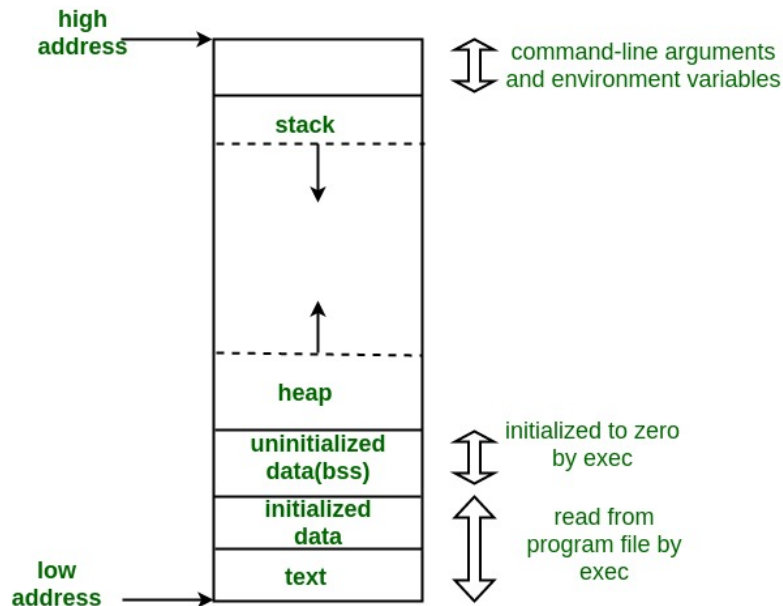 high
address
command-line arguments
and environment variables
stack
heap
uninitialized
data(bss)
initialized to zero
by exec
initialized
data
read from
program file by
exec
text
low
address